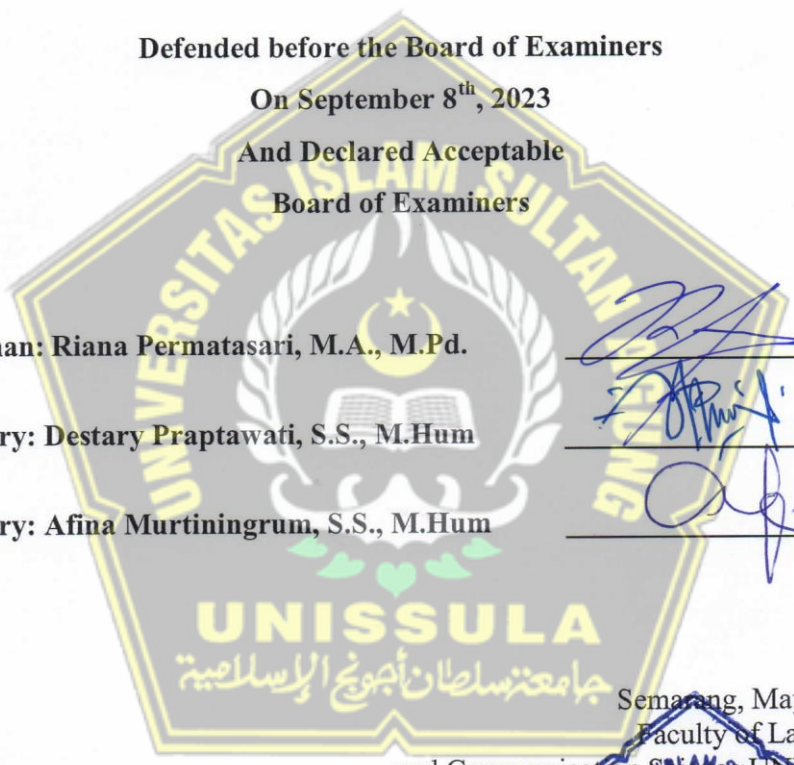 Defended before the Board of Examiners
On September 8th, 2023
And Declared Acceptable
Board of Examiners
UNIVERSITAS ISLAM SULTAN AGUNG
nan: Riana Permatasari, M.A., M.Pd.
ry: Destary Praptawati, S.S., M.Hum
ry: Afina Murtiningrum, S.S., M.Hum
UNISSULA
جامعة سلطان أجونج الإسلامية
Semarang, May
Faculty of La